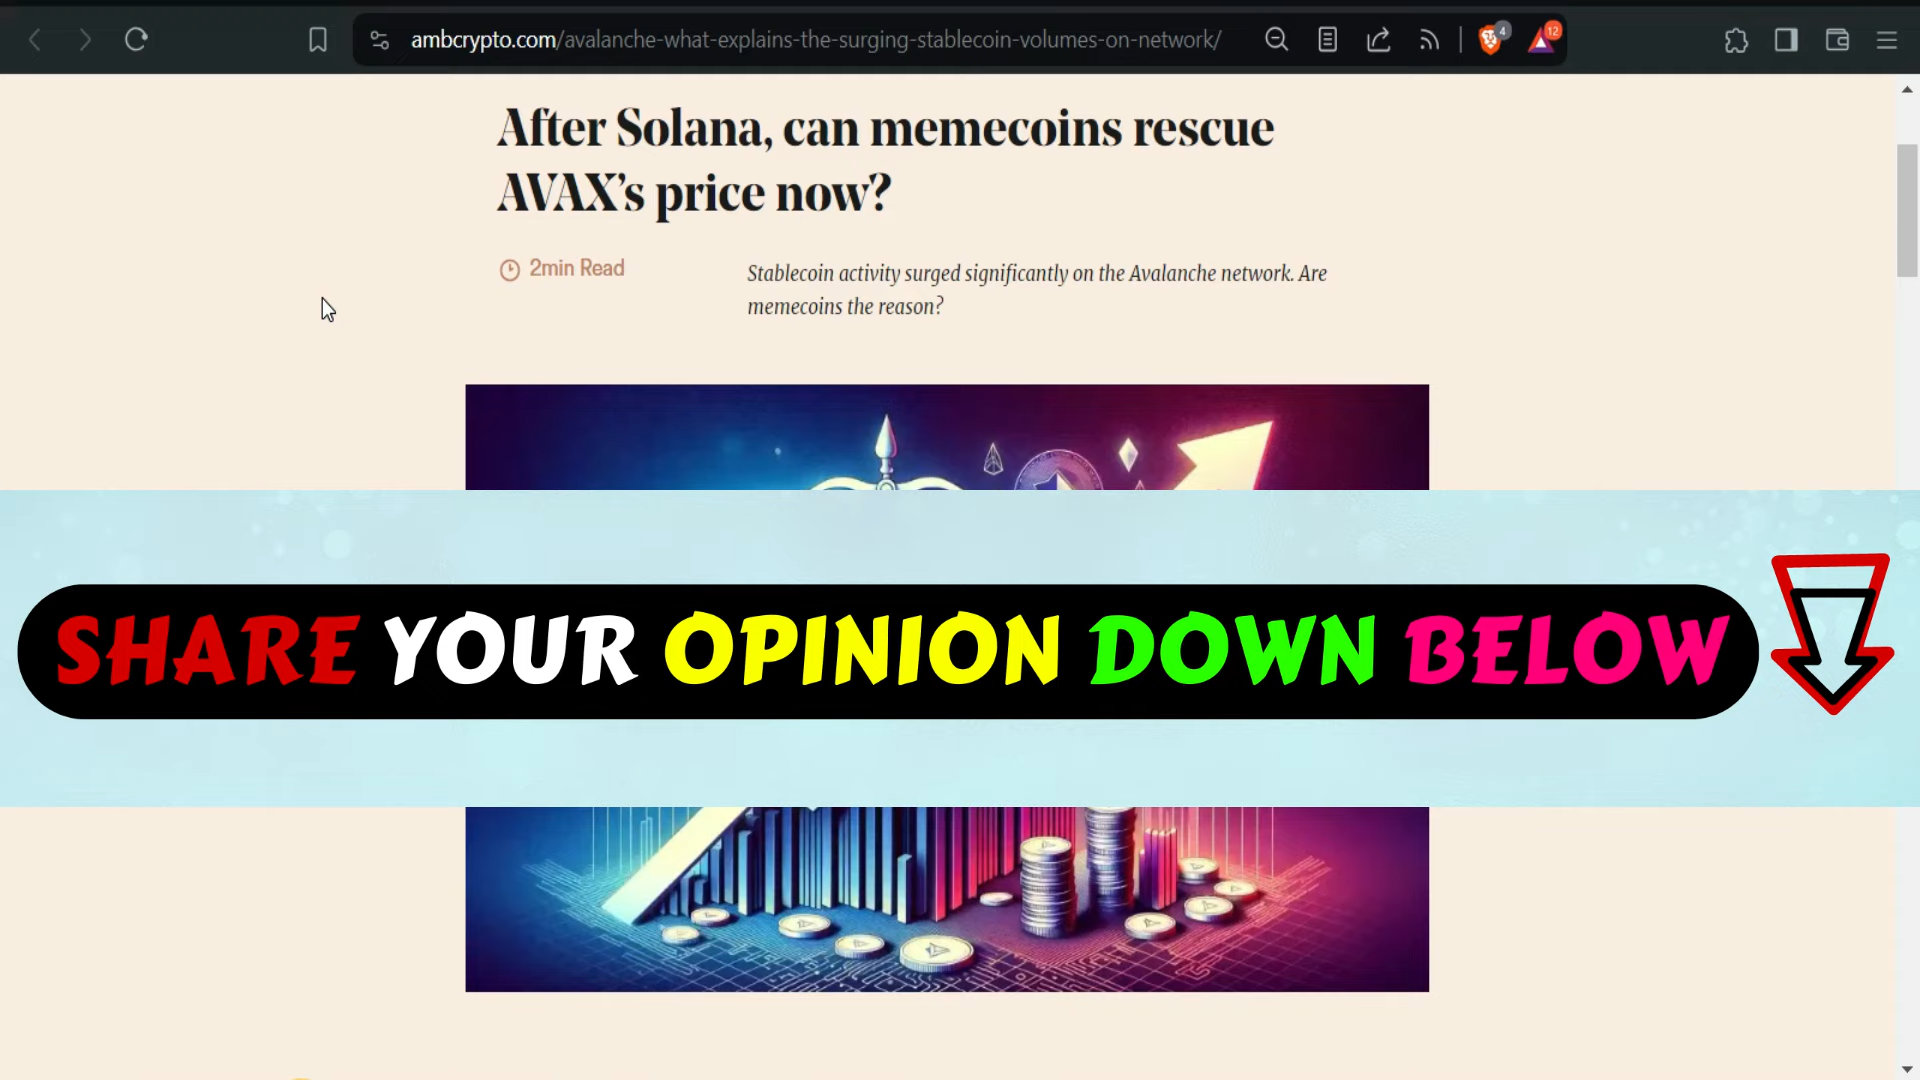 ambcrypto.com/avalanche-what-explains-the-surging-stablecoin-volumes-on-network/
4
12
After Solana, can memecoins rescue
AVAX’s price now?
2min Read
Stablecoin activity surged significantly on the Avalanche network. Are
memecoins the reason?
SHARE YOUR OPINION DOWN BELOW